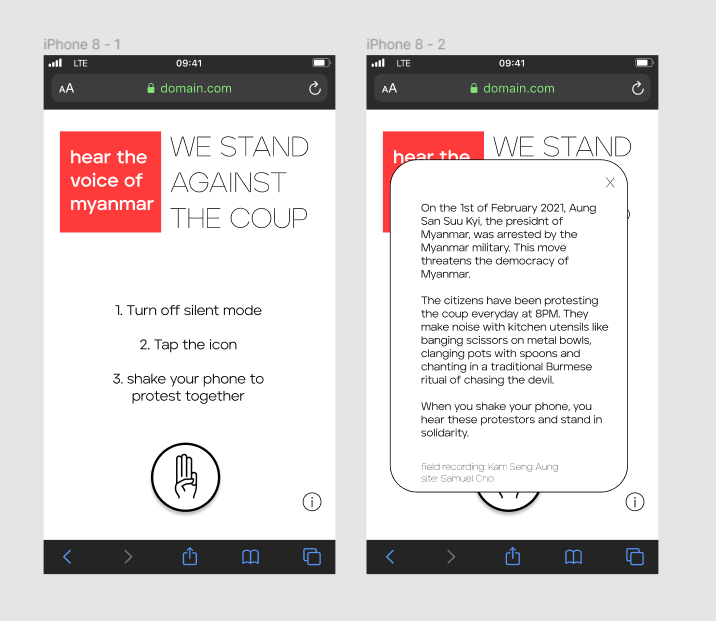 iPhone 8 - 1
LTE
09:41
AA
domain.com
hear the
voice of
myanmar
WE STAND
AGAINST
THE COUP
1. Turn off silent mode
2. Tap the icon
3. shake your phone to
protest together
i
iPhone 8 - 2
LTE
09:41
AA
domain.com
hear the
WE STAND
X
On the 1st of February 2021, Aung
San Suu Kyi, the presidnt of
Myanmar, was arrested by the
Myanmar military. This move
threatens the democracy of
Myanmar.
The citizens have been protesting
the coup everyday at 8PM. They
make noise with kitchen utensils like
banging scissors on metal bowls,
clanging pots with spoons and
chanting in a traditional Burmese
ritual of chasing the devil.
When you shake your phone, you
hear these protestors and stand in
solidarity.
field recording: Kam Seng Aung
site: Samuel Cho
i